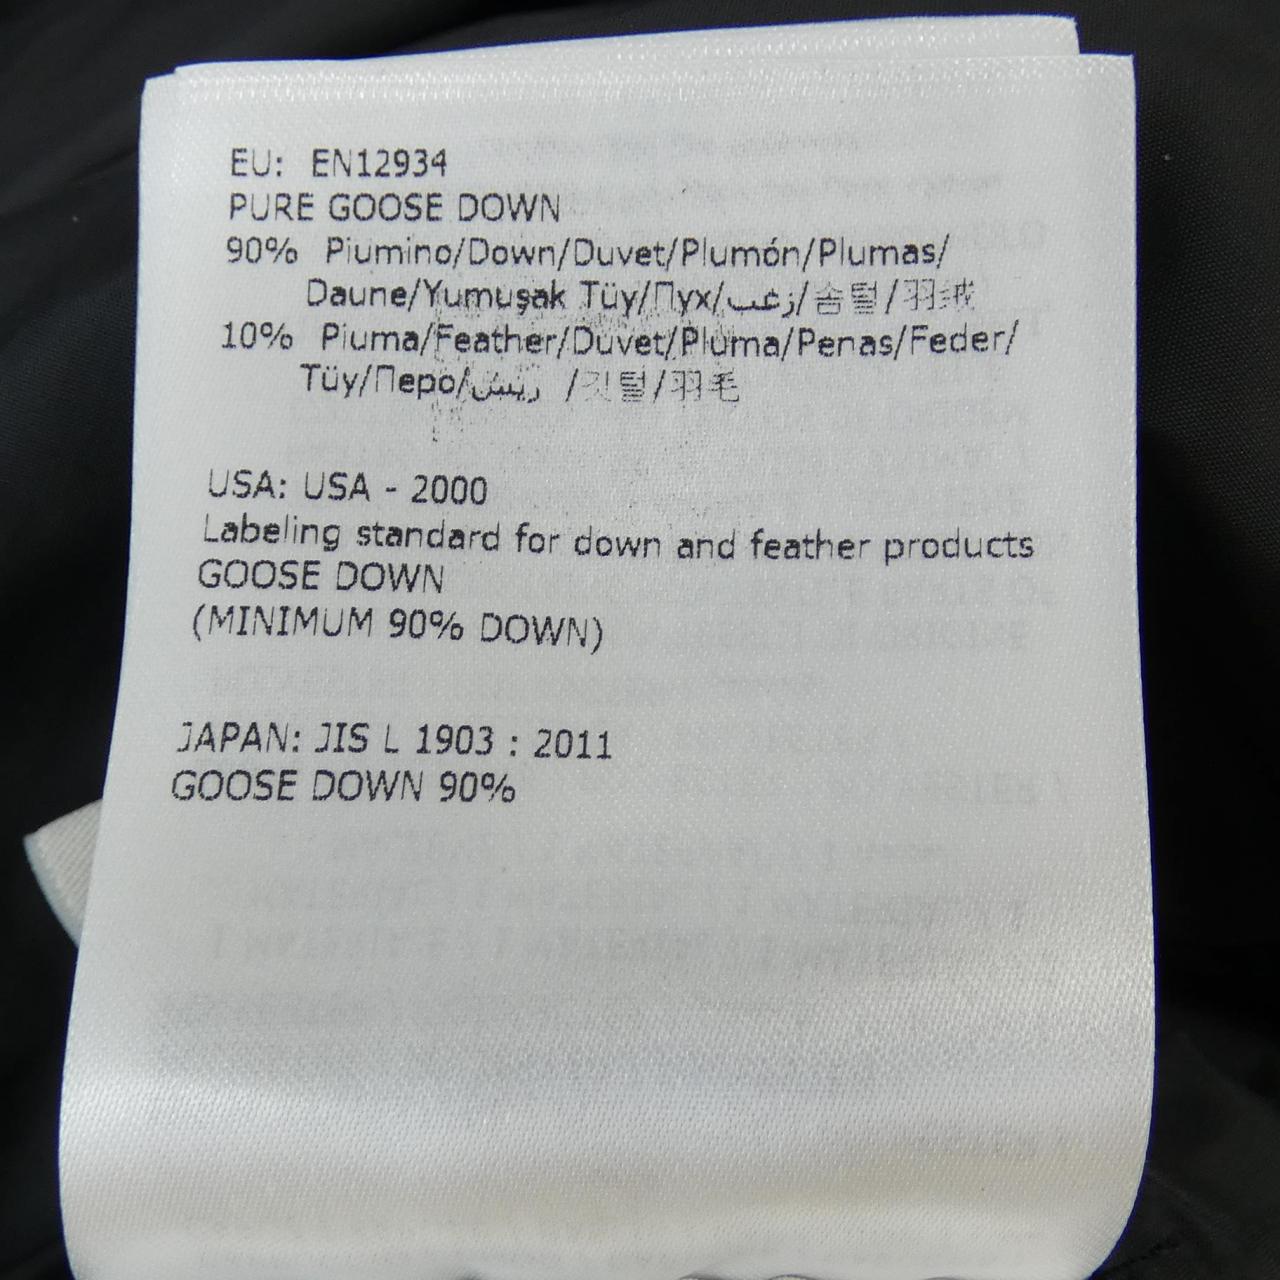 EU: EN12934
PURE GOOSE DOWN
90% Piumino/Down/Duvet/Plumón/Plumas/
Daune/Yumuşak Tüy/Пух/زغب/솜털/羽绒
10% Piuma/Feather/Duvet/Pluma/Penas/Feder/
Tüy/Перо/ريش /깃털/羽毛
USA: USA - 2000
Labeling standard for down and feather products
GOOSE DOWN
(MINIMUM 90% DOWN)
JAPAN: JIS L 1903 : 2011
GOOSE DOWN 90%